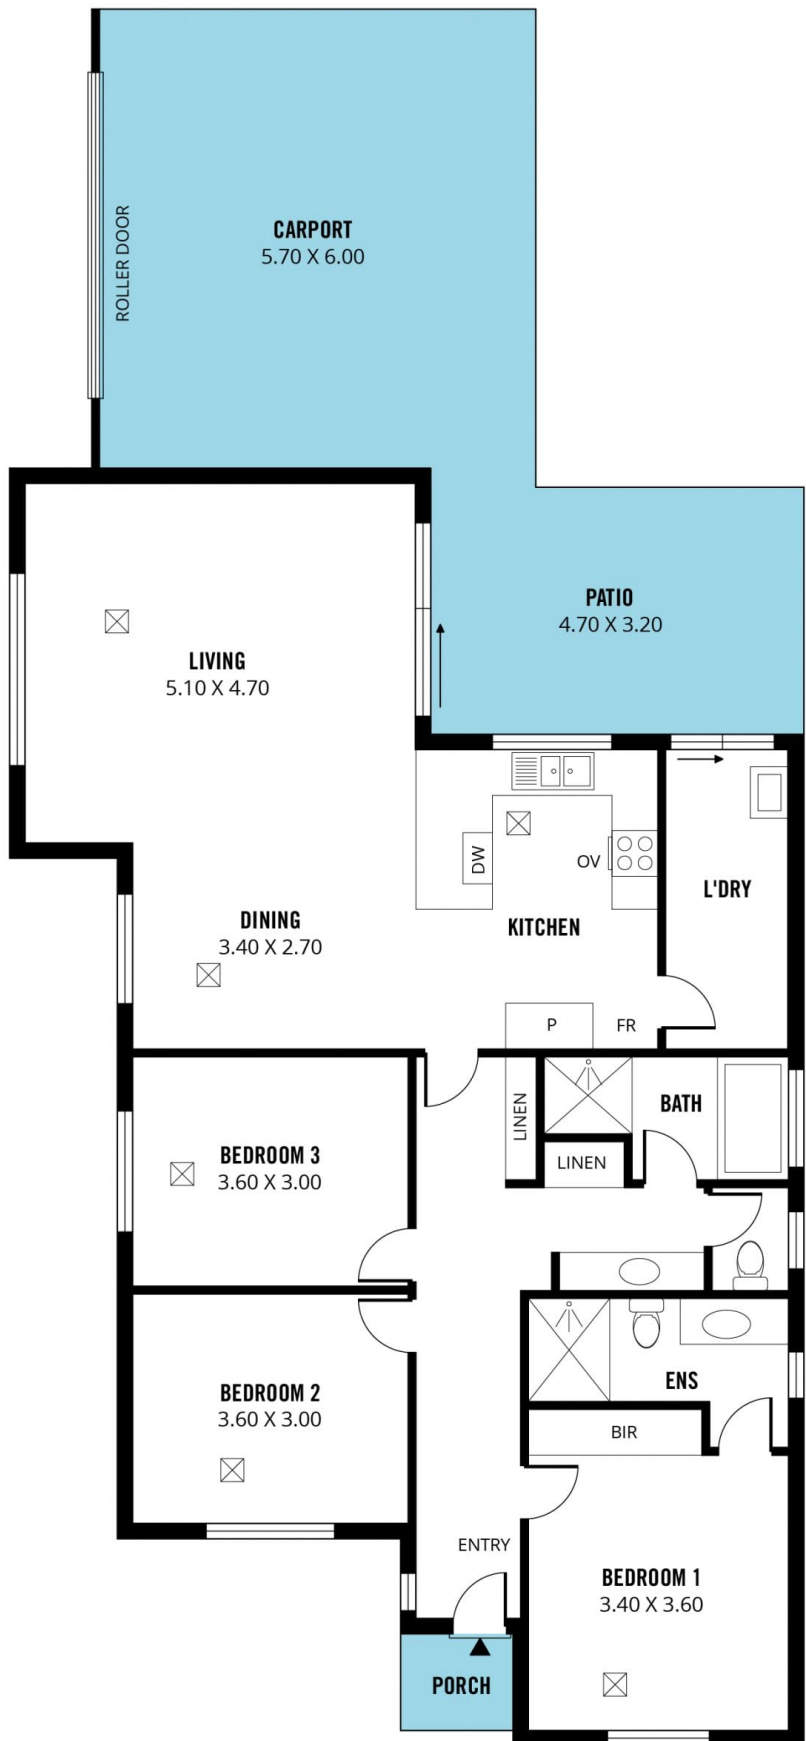 CARPORT
5.70 X 6.00
ROLLER DOOR
PATIO
4.70 X 3.20
LIVING
5.10 X 4.70
DW
OV
L'DRY
DINING
3.40 X 2.70
KITCHEN
P
FR
LINEN
BATH
BEDROOM 3
3.60 X 3.00
LINEN
BEDROOM 2
3.60 X 3.00
ENS
BIR
ENTRY
BEDROOM 1
3.40 X 3.60
PORCH